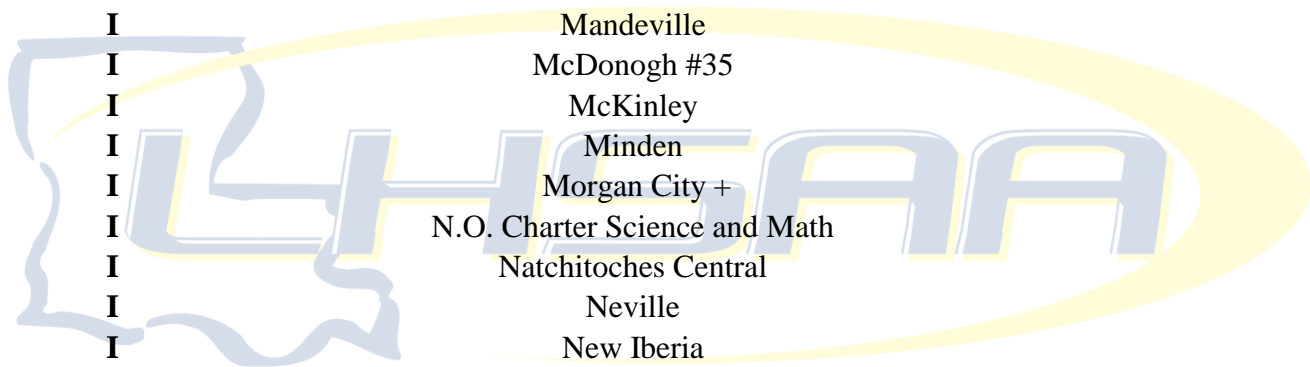 I Mandeville
I McDonogh #35
I McKinley
I Minden
I Morgan City +
I N.O. Charter Science and Math
I Natchitoches Central
I Neville
I New Iberia
LHSAA